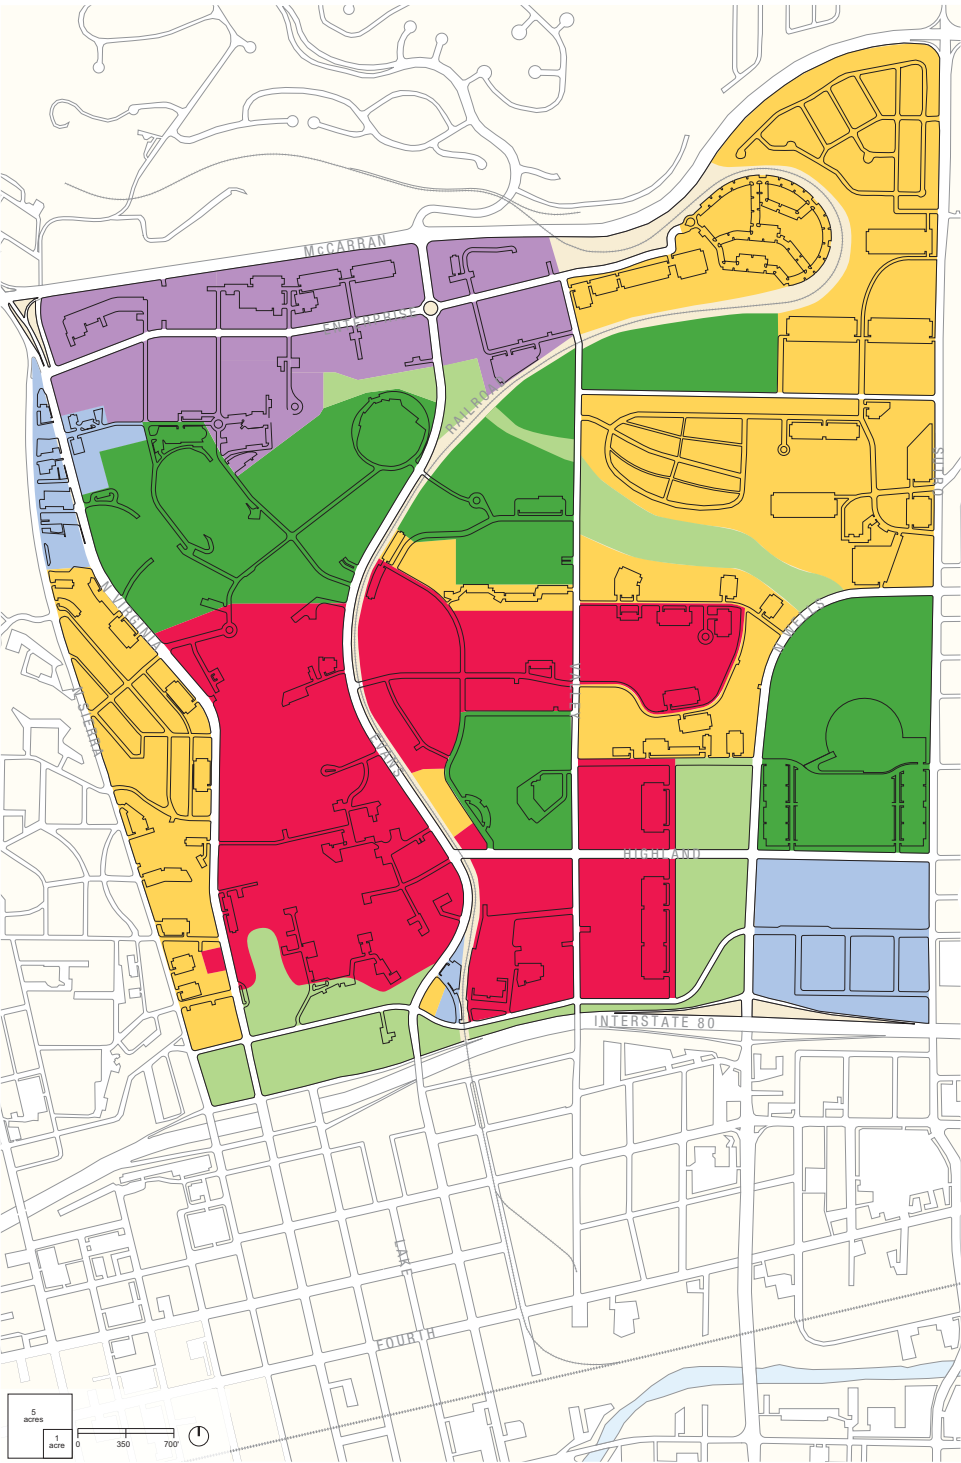 McCARRAN
ENTERPRISE
RAILROAD
SUTRO
N VIRGINIA
N WELLS
N SIERRA
VALLEY
EVANS
HIGHLAND
INTERSTATE 80
LAKE
FOURTH
5
acres
1
acre
0 350 700'